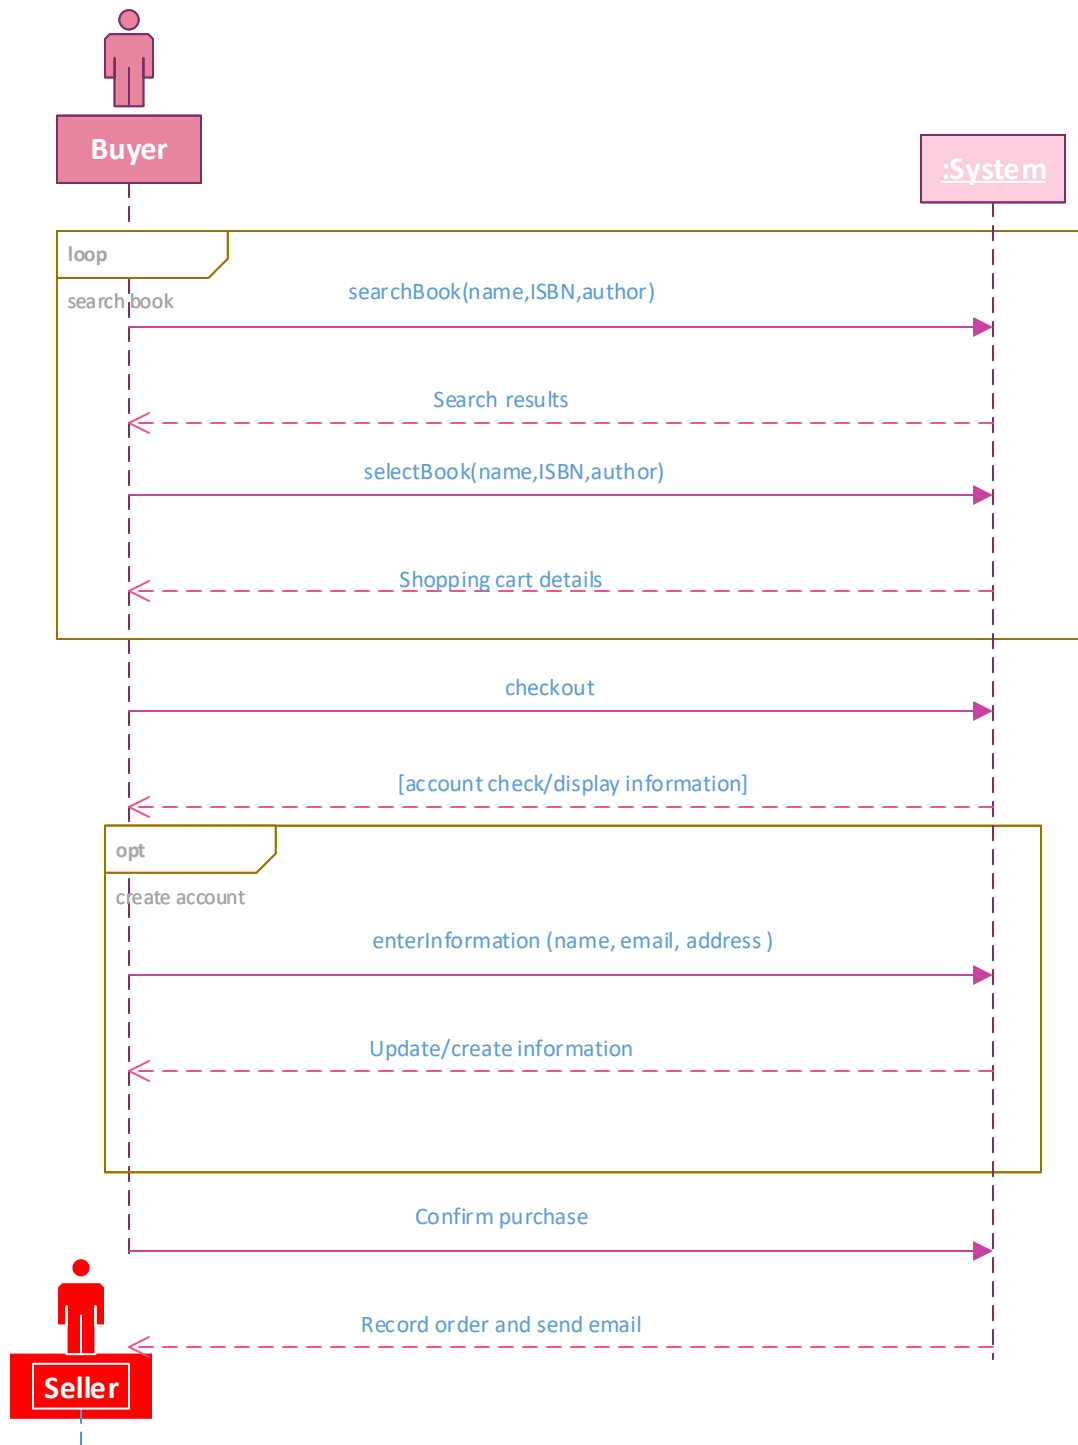 Buyer
:System
loop
search book
searchBook(name,ISBN,author)
Search results
selectBook(name,ISBN,author)
Shopping cart details
checkout
[account check/display information]
opt
create account
enterInformation (name, email, address )
Update/create information
Confirm purchase
Record order and send email
Seller